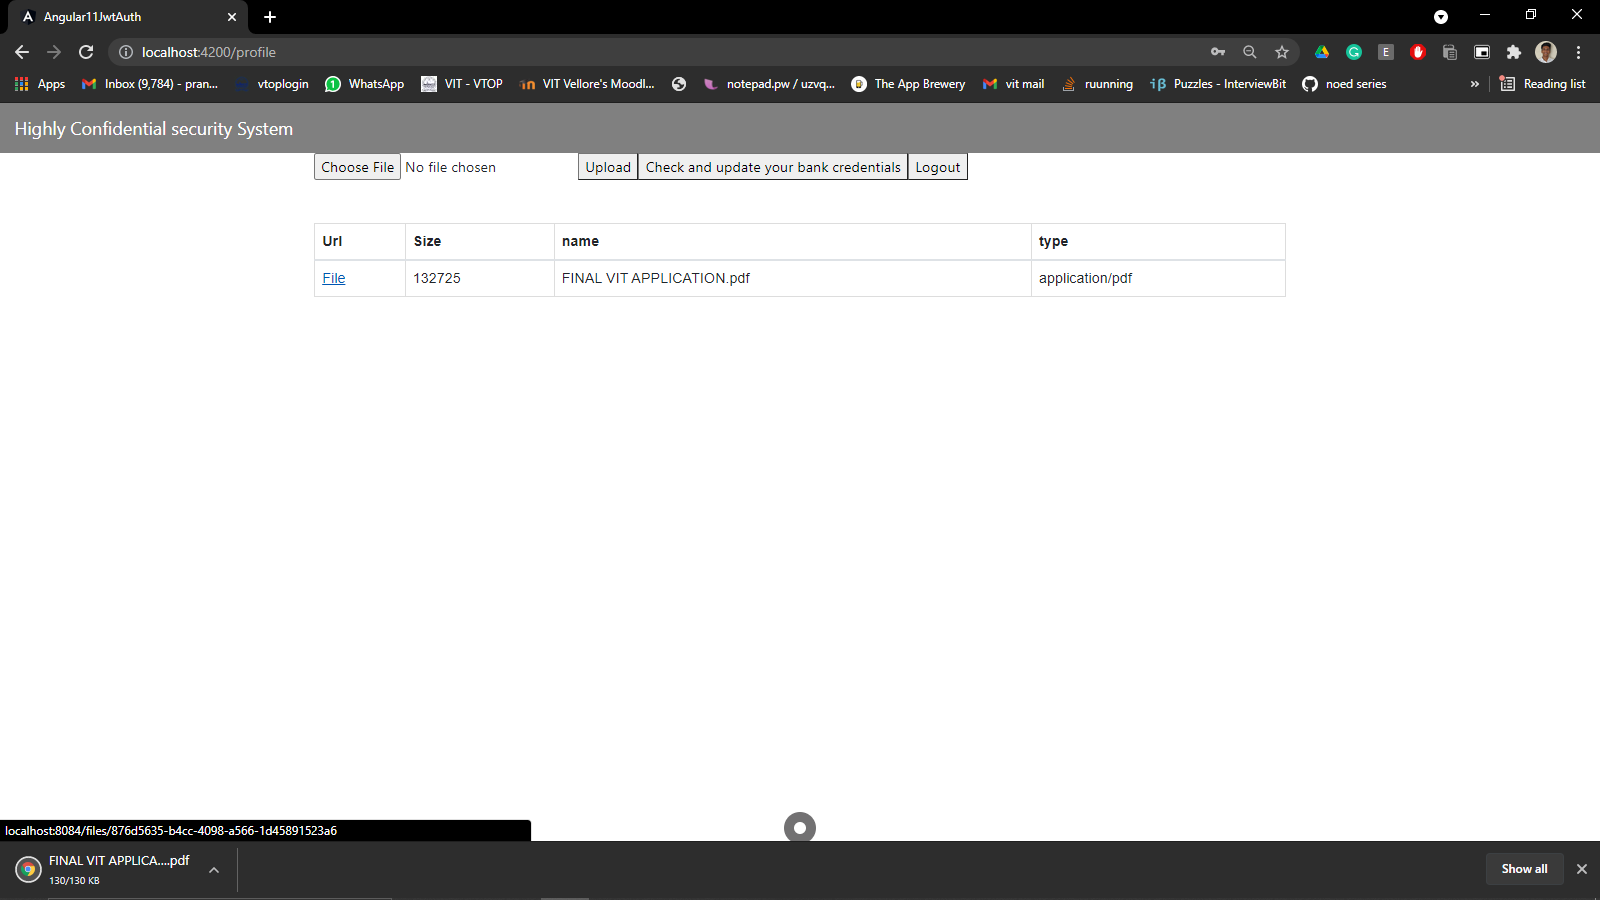 Angular11JwtAuth
localhost:4200/profile
Apps Inbox (9,784) - pran... vtoplogin WhatsApp VIT - VTOP VIT Vellore's Moodl... notepad.pw / uzvq... The App Brewery vit mail ruunning Puzzles - InterviewBit noed series » Reading list
Highly Confidential security System
Choose File No file chosen Upload Check and update your bank credentials Logout
Url Size name type
File 132725 FINAL VIT APPLICATION.pdf application/pdf
localhost:8084/files/876d5635-b4cc-4098-a566-1d45891523a6
FINAL VIT APPLICA....pdf
130/130 KB
Show all